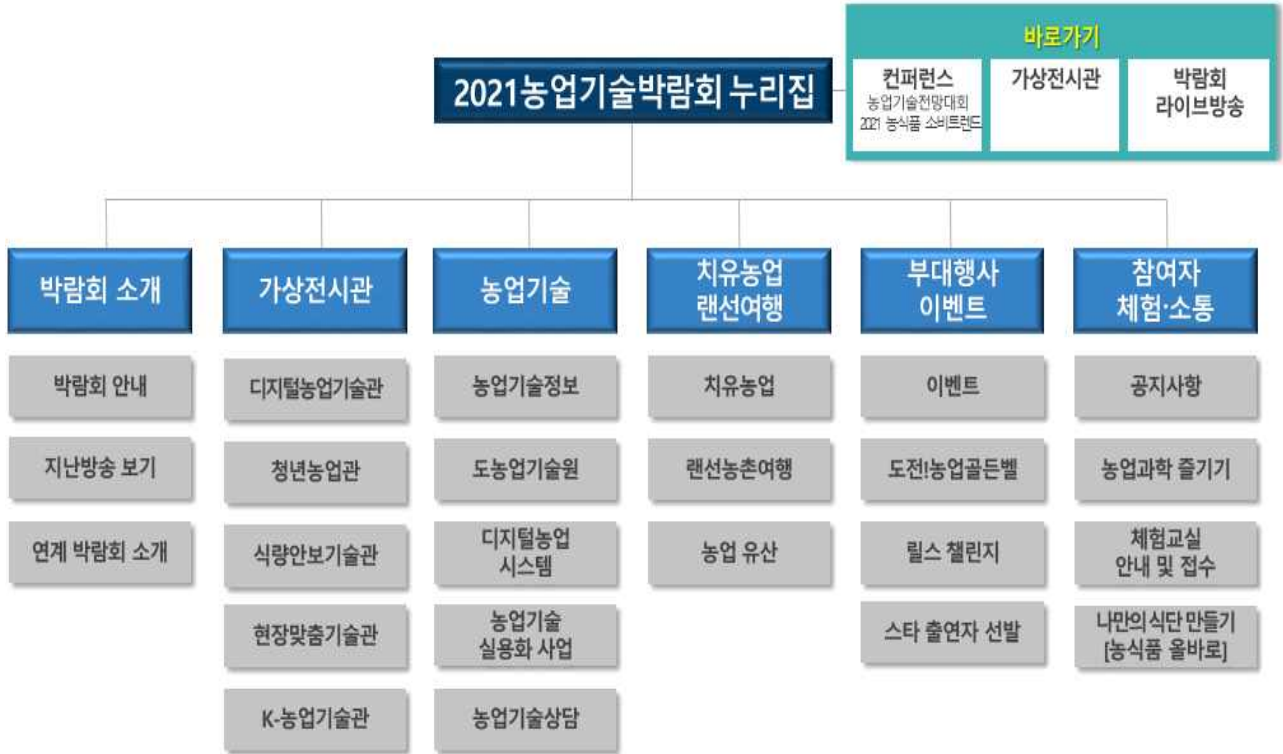 2021농업기술박람회 누리집
바로가기
컨퍼런스
농업기술전망대회
2021 농식품 소비트렌드
가상전시관
박람회
라이브방송
박람회 소개
박람회 안내
지난방송 보기
연계 박람회 소개
가상전시관
디지털농업기술관
청년농업관
식량안보기술관
현장맞춤기술관
K-농업기술관
농업기술
농업기술정보
도농업기술원
디지털농업
시스템
농업기술
실용화 사업
농업기술상담
치유농업
랜선여행
치유농업
랜선농촌여행
농업 유산
부대행사
이벤트
이벤트
도전!농업골든벨
릴스 챌린지
스타 출연자 선발
참여자
체험·소통
공지사항
농업과학 즐기기
체험교실
안내 및 접수
나만의 식단 만들기
[농식품 올바로]